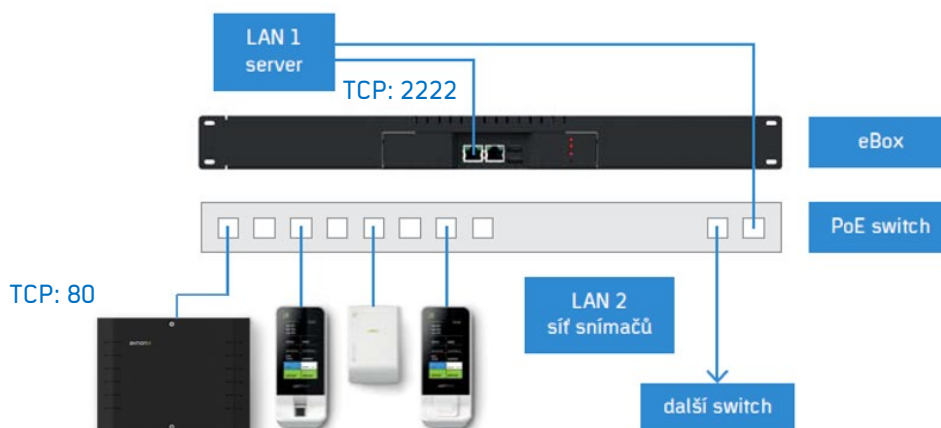 LAN 1
server
TCP: 2222
eBox
PoE switch
TCP: 80
LAN 2
síť snímačů
další switch